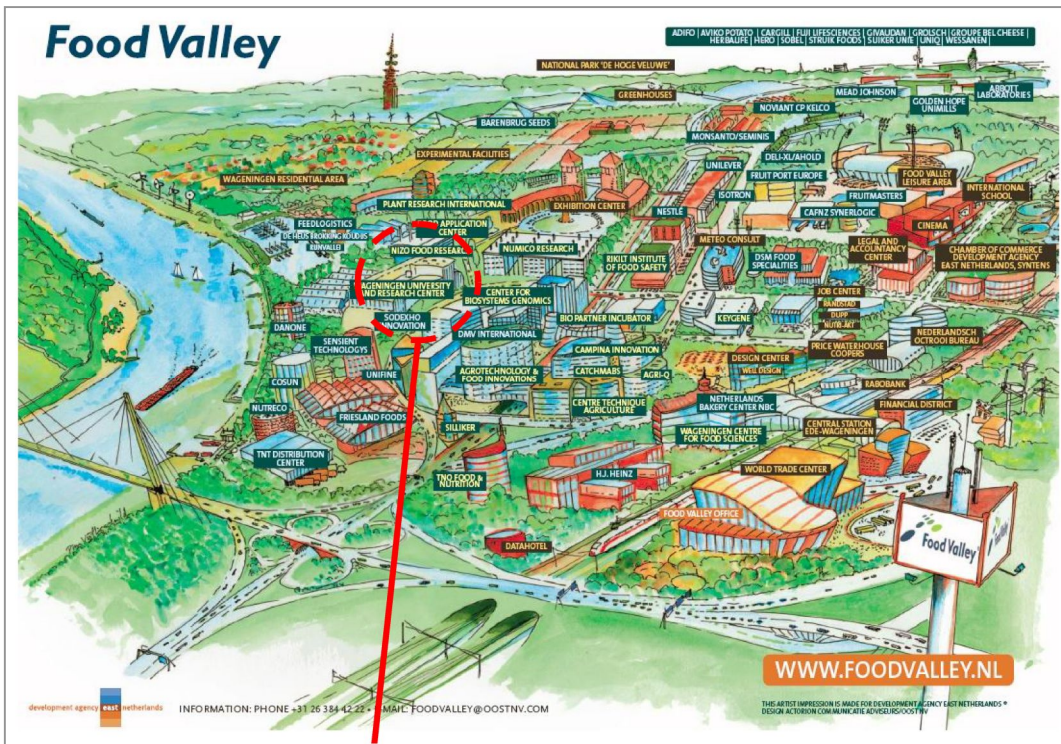 Food Valley
ADIFO | AVIKO POTATO | CARGILL | FUJI LIFESCIENCES | GIVAUDAN | GROLSCH | GROUPE BEL CHEESE |
HERBALIFE | HERO | SOBEL | STRUIK FOODS | SUIKER UNIE | UNIQ | WESSANEN |
NATIONAL PARK 'DE HOGE VELUWE'
GREENHOUSES
MEAD JOHNSON
ABBOTT
LABORATORIES
GOLDEN HOPE
UNIMILLS
NOVIANT CP KELCO
BARENBRUG SEEDS
MONSANTO/SEMINIS
EXPERIMENTAL FACILITIES
DELI-XL/AHOLD
UNILEVER
FRUIT PORT EUROPE
FOOD VALLEY
LEISURE AREA
WAGENINGEN RESIDENTIAL AREA
INTERNATIONAL
SCHOOL
ISOTRON
FRUITMASTERS
PLANT RESEARCH INTERNATIONAL
EXHIBITION CENTER
NESTLÉ
CAFNZ SYNERLOGIC
CINEMA
FEEDLOGISTICS
APPLICATION
CENTER
DE HEUS BROKKING KOUDIJS
RIJNVALLEI
NIZO FOOD RESEARCH
NUMICO RESEARCH
METEO CONSULT
LEGAL AND
ACCOUNTANCY
CENTER
CHAMBER OF COMMERCE
DEVELOPMENT AGENCY
EAST NETHERLANDS, SYNTENS
RIKILT INSTITUTE
OF FOOD SAFETY
DSM FOOD
SPECIALITIES
WAGENINGEN UNIVERSITY
AND RESEARCH CENTER
CENTER FOR
BIOSYSTEMS GENOMICS
JOB CENTER
RANDSTAD
DUPP
SODEXHO
INNOVATION
BIO PARTNER INCUBATOR
KEYGENE
DANONE
DMV INTERNATIONAL
NEDERLANDSCH
OCTROOI BUREAU
SENSIENT
TECHNOLOGYS
CAMPINA INNOVATION
PRICE WATERHOUSE
COOPERS
DESIGN CENTER
WELL DESIGN
UNIFINE
AGROTECHNOLOGY &
FOOD INNOVATIONS
CATCHMABS
AGRI-Q
COSUN
RABOBANK
NUTRECO
FRIESLAND FOODS
CENTRE TECHNIQUE
AGRICULTURE
NETHERLANDS
BAKERY CENTER NBC
FINANCIAL DISTRICT
SILLIKER
WAGENINGEN CENTRE
FOR FOOD SCIENCES
CENTRAL STATION
EDE-WAGENINGEN
TNT DISTRIBUTION
CENTER
TNO FOOD &
NUTRITION
H.J. HEINZ
WORLD TRADE CENTER
FOOD VALLEY OFFICE
DATAHOTEL
Food Valley
WWW.FOODVALLEY.NL
development agency east netherlands
INFORMATION: PHONE +31 26 384 42 22 • MAIL: FOODVALLEY@OOSTNV.COM
THIS ARTIST IMPRESSION IS MADE FOR DEVELOPMENT AGENCY EAST NETHERLANDS ®
DESIGN ACTORION COMMUNICATIE ADVISEURS/OOST NV